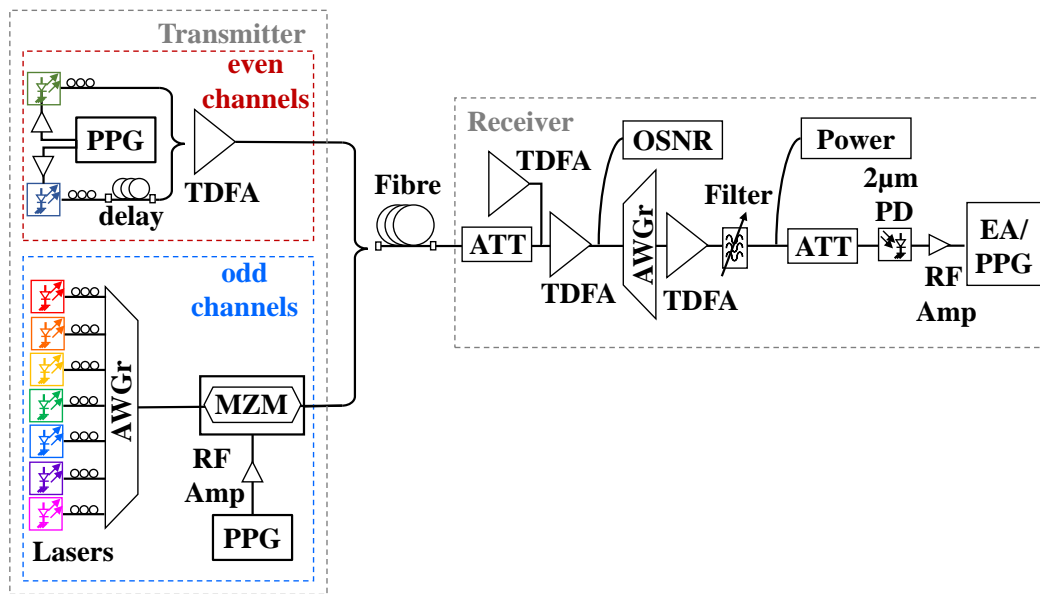 Transmitter
even
channels
PPG
TDFA
delay
odd
channels
AWGr
MZM
RF
Amp
PPG
Lasers
Fibre
Receiver
TDFA
OSNR
ATT
TDFA
AWGr
TDFA
Filter
Power
2μm
PD
ATT
RF
Amp
EA/
PPG